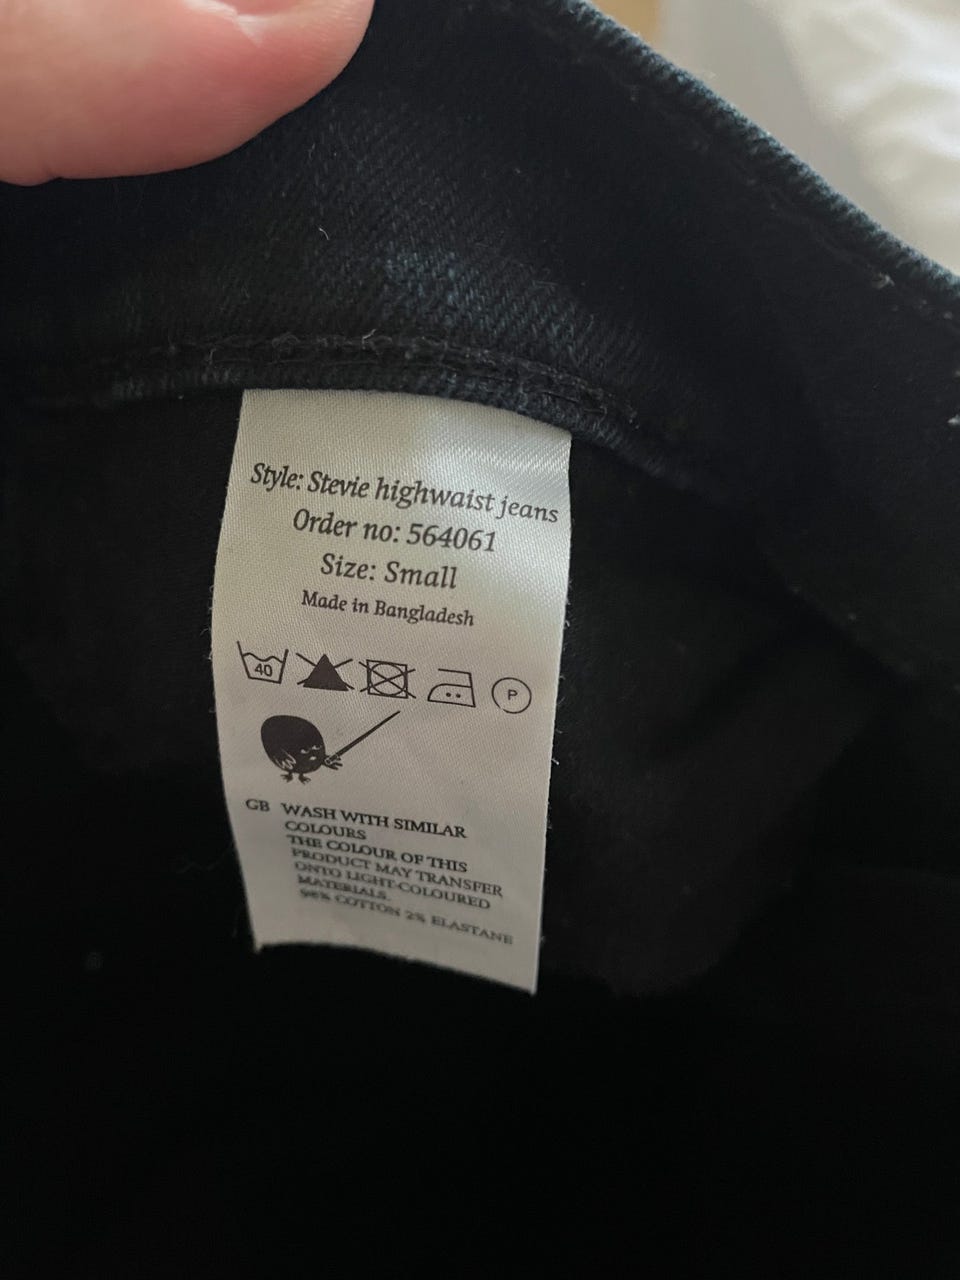 Style: Stevie highwaist jeans
Order no: 564061
Size: Small
Made in Bangladesh
40
P
GB WASH WITH SIMILAR
COLOURS
THE COLOUR OF THIS
PRODUCT MAY TRANSFER
ONTO LIGHT-COLOURED
MATERIALS.
98% COTTON 2% ELASTANE